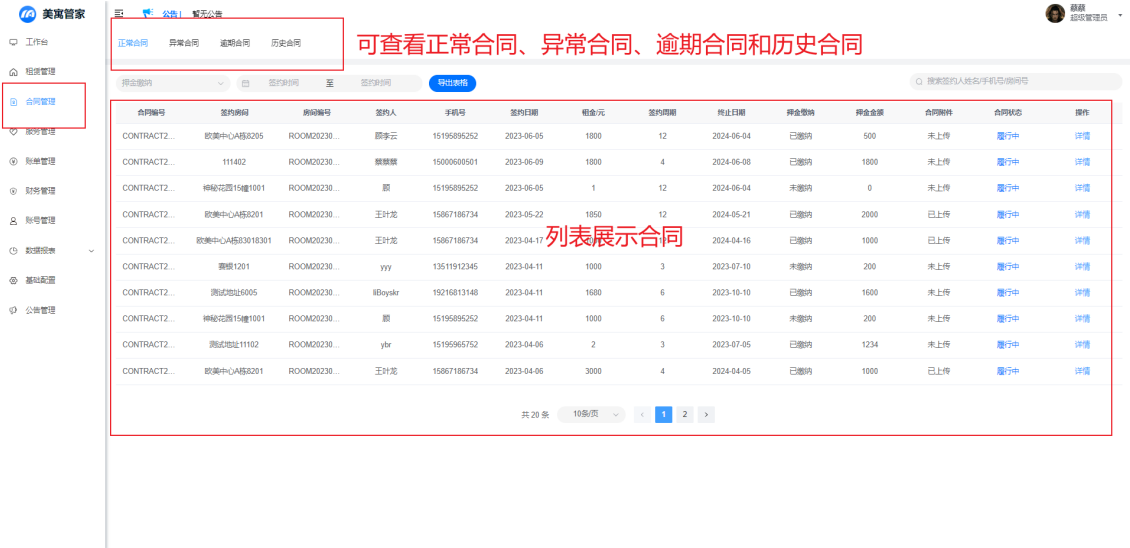 美寓管家
公告 | 暂无公告
蔡蔡
超级管理员
工作台
租赁管理
合同管理
服务管理
账单管理
财务管理
账号管理
数据报表
基础配置
公告管理
正常合同 异常合同 逾期合同 历史合同
可查看正常合同、异常合同、逾期合同和历史合同
押金缴纳 签约时间 至 签约时间 导出表格 搜索签约人姓名/手机号/房间号
合同编号 签约房间 房间编号 签约人 手机号 签约日期 租金/元 签约周期 终止日期 押金缴纳 押金金额 合同附件 合同状态 操作
CONTRACT2... 欧美中心A栋8205 ROOM20230... 顾李云 15195895252 2023-06-05 1800 12 2024-06-04 已缴纳 500 未上传 履行中 详情
CONTRACT2... 111402 ROOM20230... 蔡蔡蔡 15000600501 2023-06-09 1800 4 2024-06-08 已缴纳 1800 未上传 履行中 详情
CONTRACT2... 神秘花园15幢1001 ROOM20230... 顾 15195895252 2023-06-05 1 12 2024-06-04 未缴纳 0 未上传 履行中 详情
CONTRACT2... 欧美中心A栋8201 ROOM20230... 王叶龙 15867186734 2023-05-22 1850 12 2024-05-21 已缴纳 2000 已上传 履行中 详情
CONTRACT2... 欧美中心A栋83018301 ROOM20230... 王叶龙 15867186734 2023-04-17 2024-04-16 已缴纳 1000 已上传 履行中 详情
列表展示合同
CONTRACT2... 赛银1201 ROOM20230... yyy 13511912345 2023-04-11 1000 3 2023-07-10 未缴纳 200 未上传 履行中 详情
CONTRACT2... 测试地址6005 ROOM20230... liBoyskr 19216813148 2023-04-11 1680 6 2023-10-10 已缴纳 1600 未上传 履行中 详情
CONTRACT2... 神秘花园15幢1001 ROOM20230... 顾 15195895252 2023-04-11 1000 6 2023-10-10 未缴纳 200 未上传 履行中 详情
CONTRACT2... 测试地址11102 ROOM20230... ybr 15195965752 2023-04-06 2 3 2023-07-05 已缴纳 1234 未上传 履行中 详情
CONTRACT2... 欧美中心A栋8201 ROOM20230... 王叶龙 15867186734 2023-04-06 3000 4 2024-04-05 已缴纳 1000 已上传 履行中 详情
共 20 条 10条/页 < 1 2 >